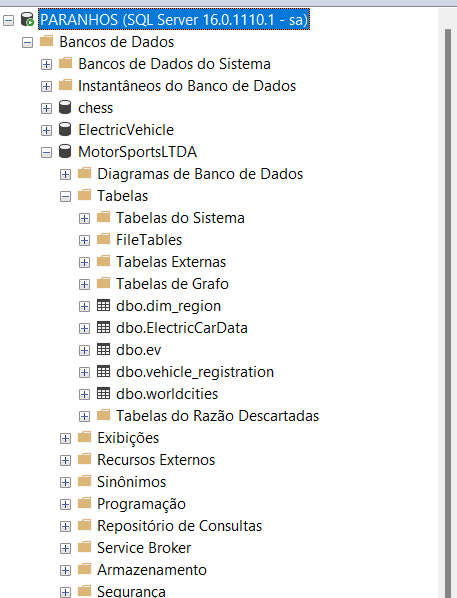 PARANHOS (SQL Server 16.0.1110.1 - sa)
Bancos de Dados
Bancos de Dados do Sistema
Instantâneos do Banco de Dados
chess
ElectricVehicle
MotorSportsLTDA
Diagramas de Banco de Dados
Tabelas
Tabelas do Sistema
FileTables
Tabelas Externas
Tabelas de Grafo
dbo.dim_region
dbo.ElectricCarData
dbo.ev
dbo.vehicle_registration
dbo.worldcities
Tabelas do Razão Descartadas
Exibições
Recursos Externos
Sinônimos
Programação
Repositório de Consultas
Service Broker
Armazenamento
Segurança